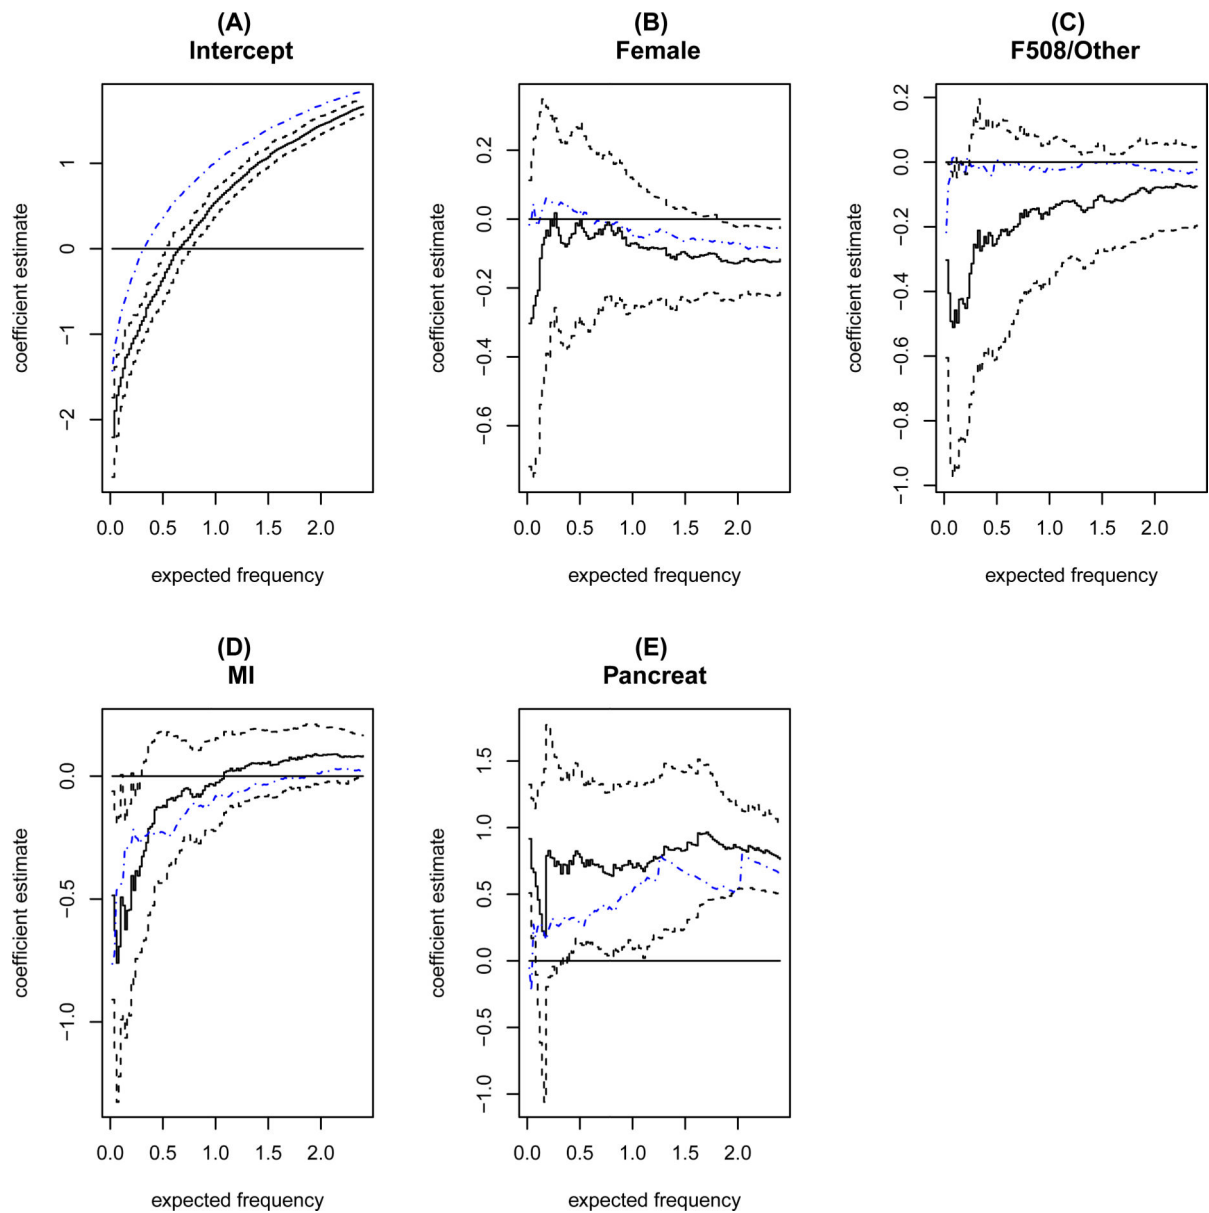 (A)
Intercept
coefficient estimate
1
0
−1
−2
0.0 0.5 1.0 1.5 2.0
expected frequency
(B)
Female
coefficient estimate
0.2
0.0
−0.2
−0.4
−0.6
0.0 0.5 1.0 1.5 2.0
expected frequency
(C)
F508/Other
coefficient estimate
0.2
0.0
−0.2
−0.4
−0.6
−0.8
−1.0
0.0 0.5 1.0 1.5 2.0
expected frequency
(D)
MI
coefficient estimate
0.0
−0.5
−1.0
0.0 0.5 1.0 1.5 2.0
expected frequency
(E)
Pancreat
coefficient estimate
1.5
1.0
0.5
0.0
−0.5
−1.0
0.0 0.5 1.0 1.5 2.0
expected frequency